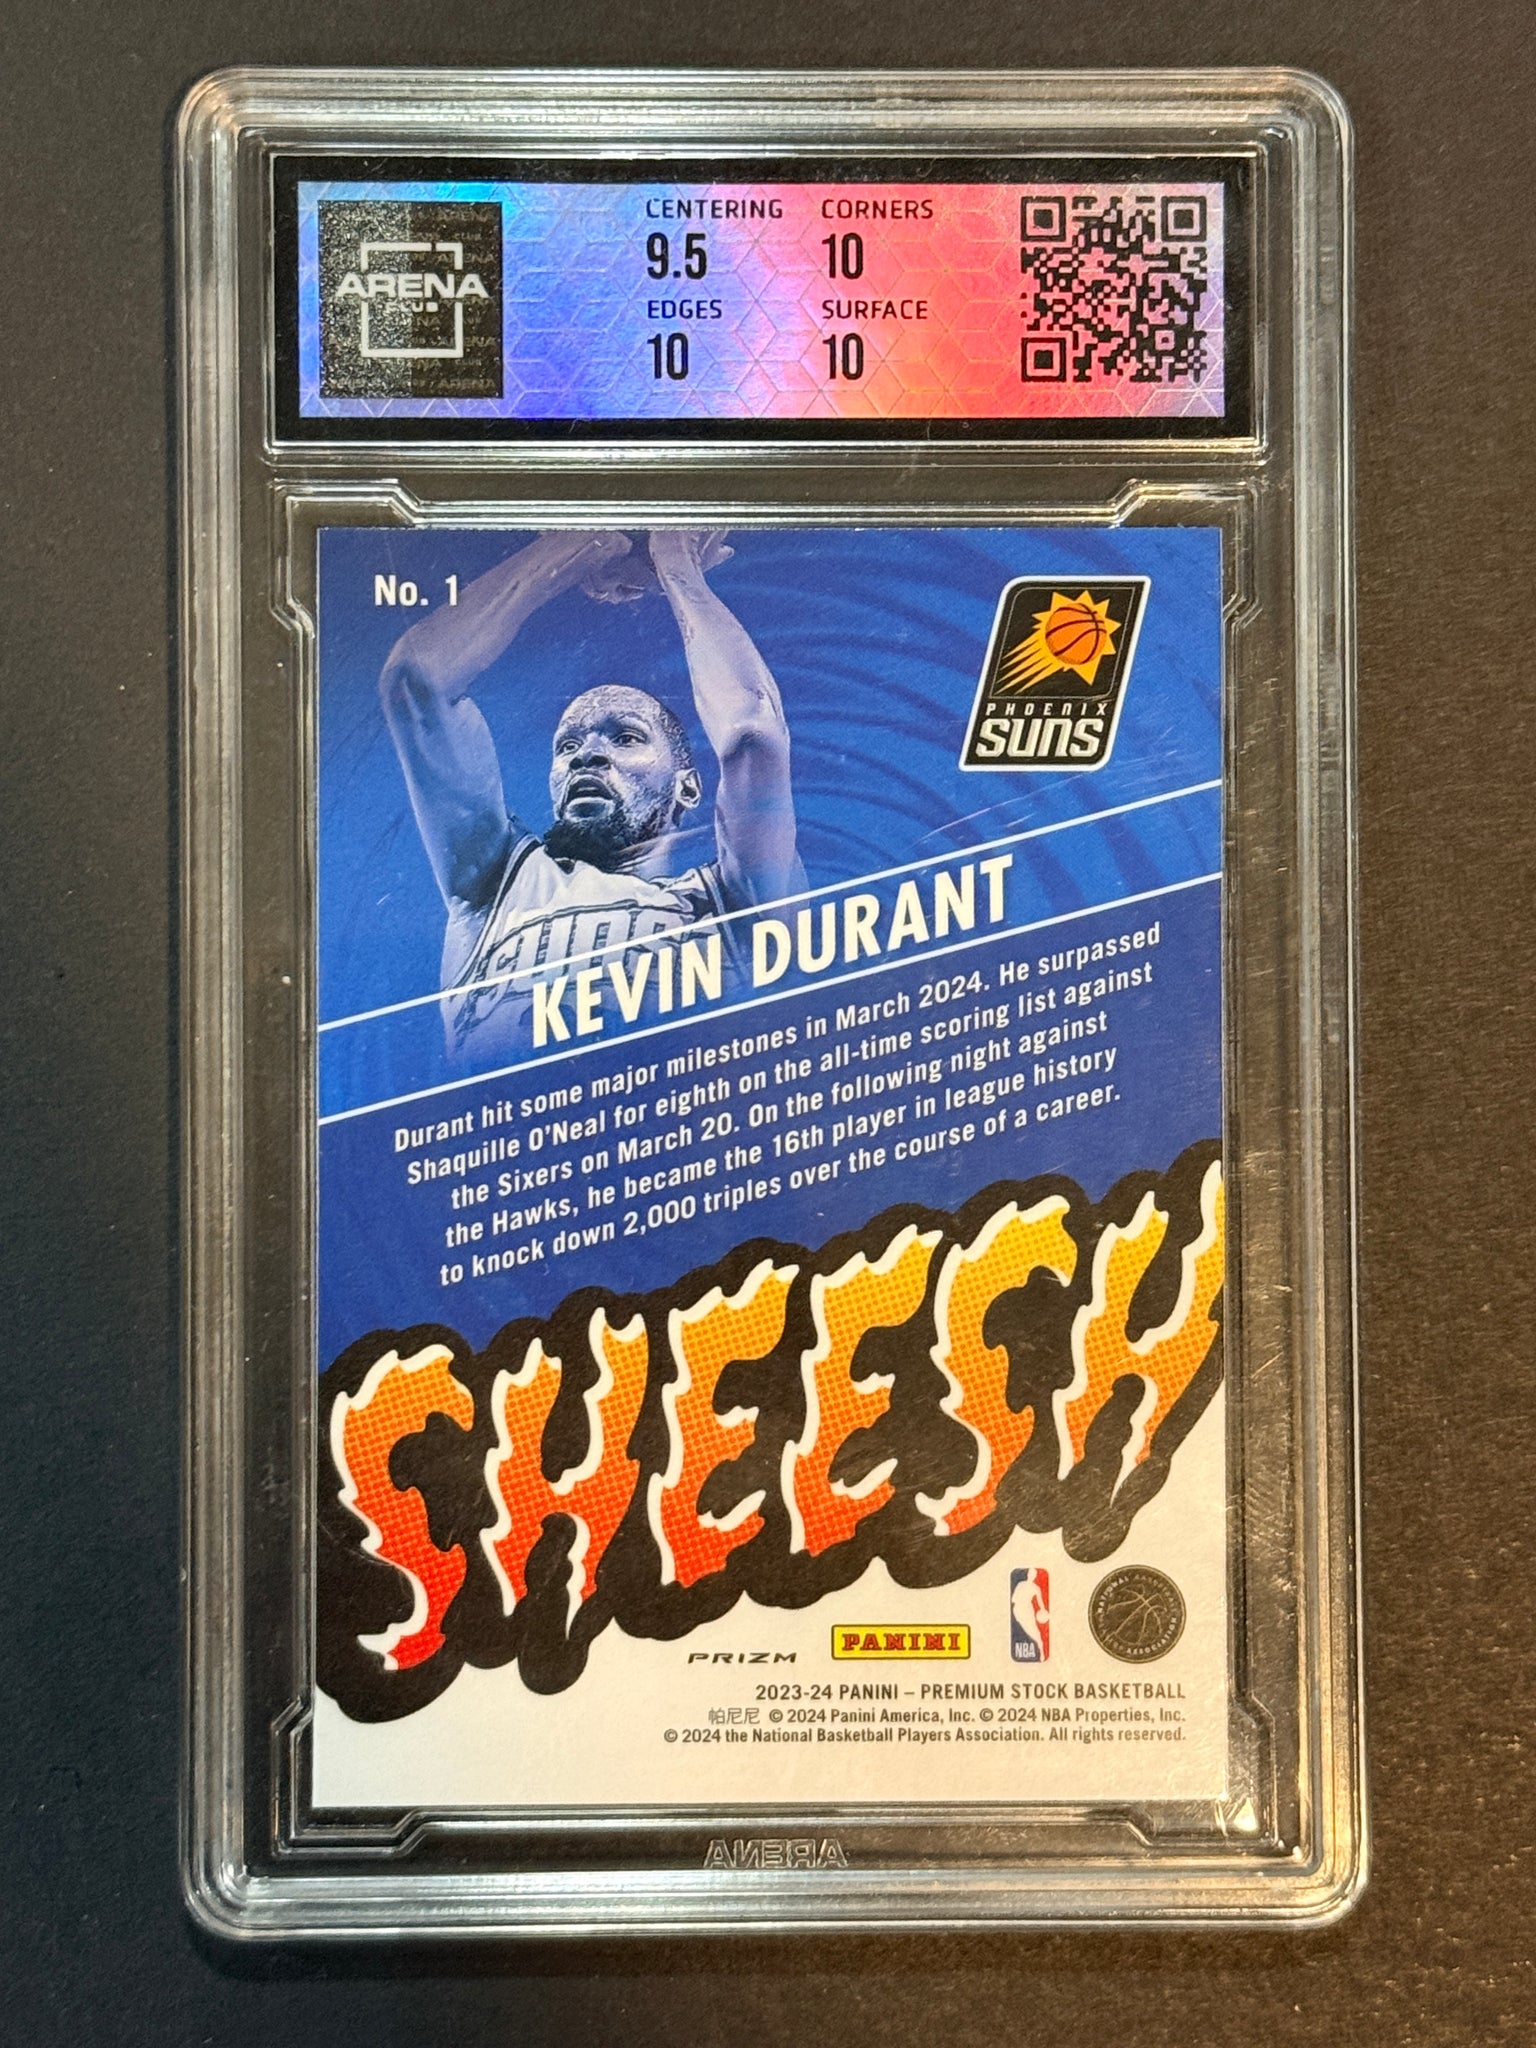 ARENA
CLUB
CENTERING CORNERS
9.5 10
EDGES SURFACE
10 10
No. 1
PHOENIX
SUNS
KEVIN DURANT
Durant hit some major milestones in March 2024. He surpassed
Shaquille O'Neal for eighth on the all-time scoring list against
the Sixers on March 20. On the following night against
the Hawks, he became the 16th player in league history
to knock down 2,000 triples over the course of a career.
SHEESH
PRIZM PANINI NBA
2023-24 PANINI – PREMIUM STOCK BASKETBALL
帕尼尼 © 2024 Panini America, Inc. © 2024 NBA Properties, Inc.
© 2024 the National Basketball Players Association. All rights reserved.
ARENA